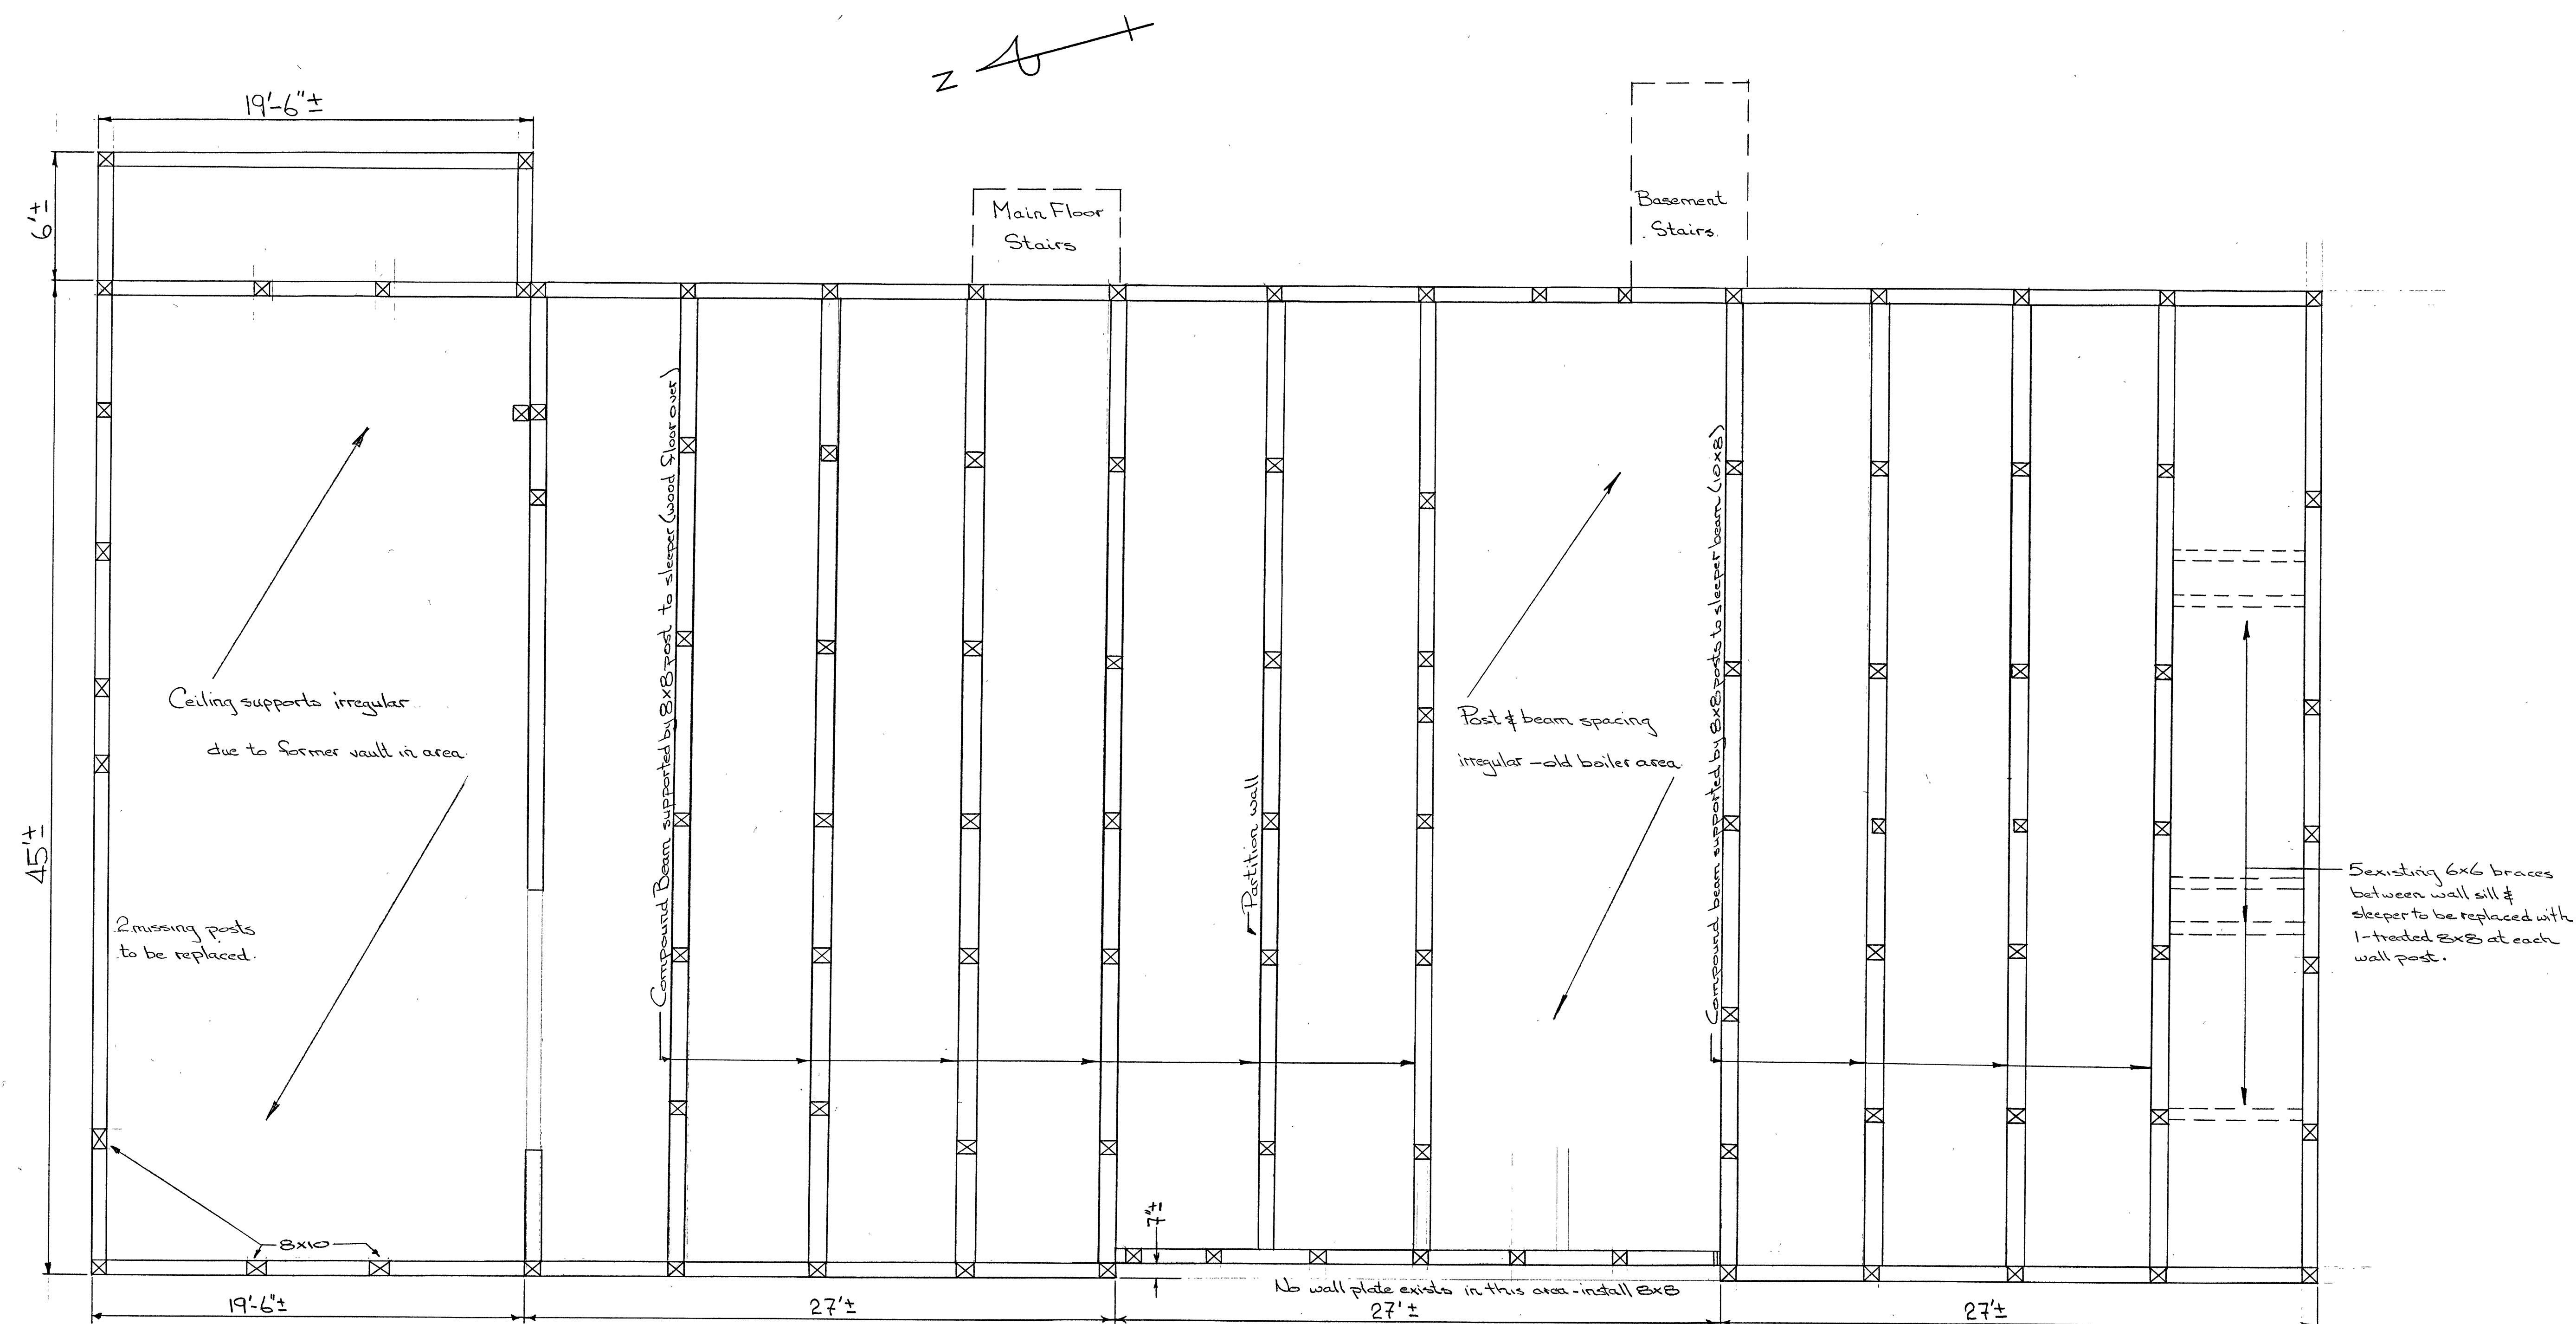 N
19'-6"±
6'±
Main Floor
Stairs
Basement
Stairs
45'±
Ceiling supports irregular
due to former vault in area
2 missing posts
to be replaced.
Compound Beam supported by 8x8 post to sleeper (wood floor over)
Partition wall
Post & beam spacing
irregular - old boiler area
Compound beam supported by 8x8 posts to sleeper beam (10x8)
5 existing 6x6 braces
between wall sill &
sleeper to be replaced with
1-treated 8x8 at each
wall post.
8x10
7"±
No wall plate exists in this area - install 8x8
19'-6"±
27'±
27'±
27'±